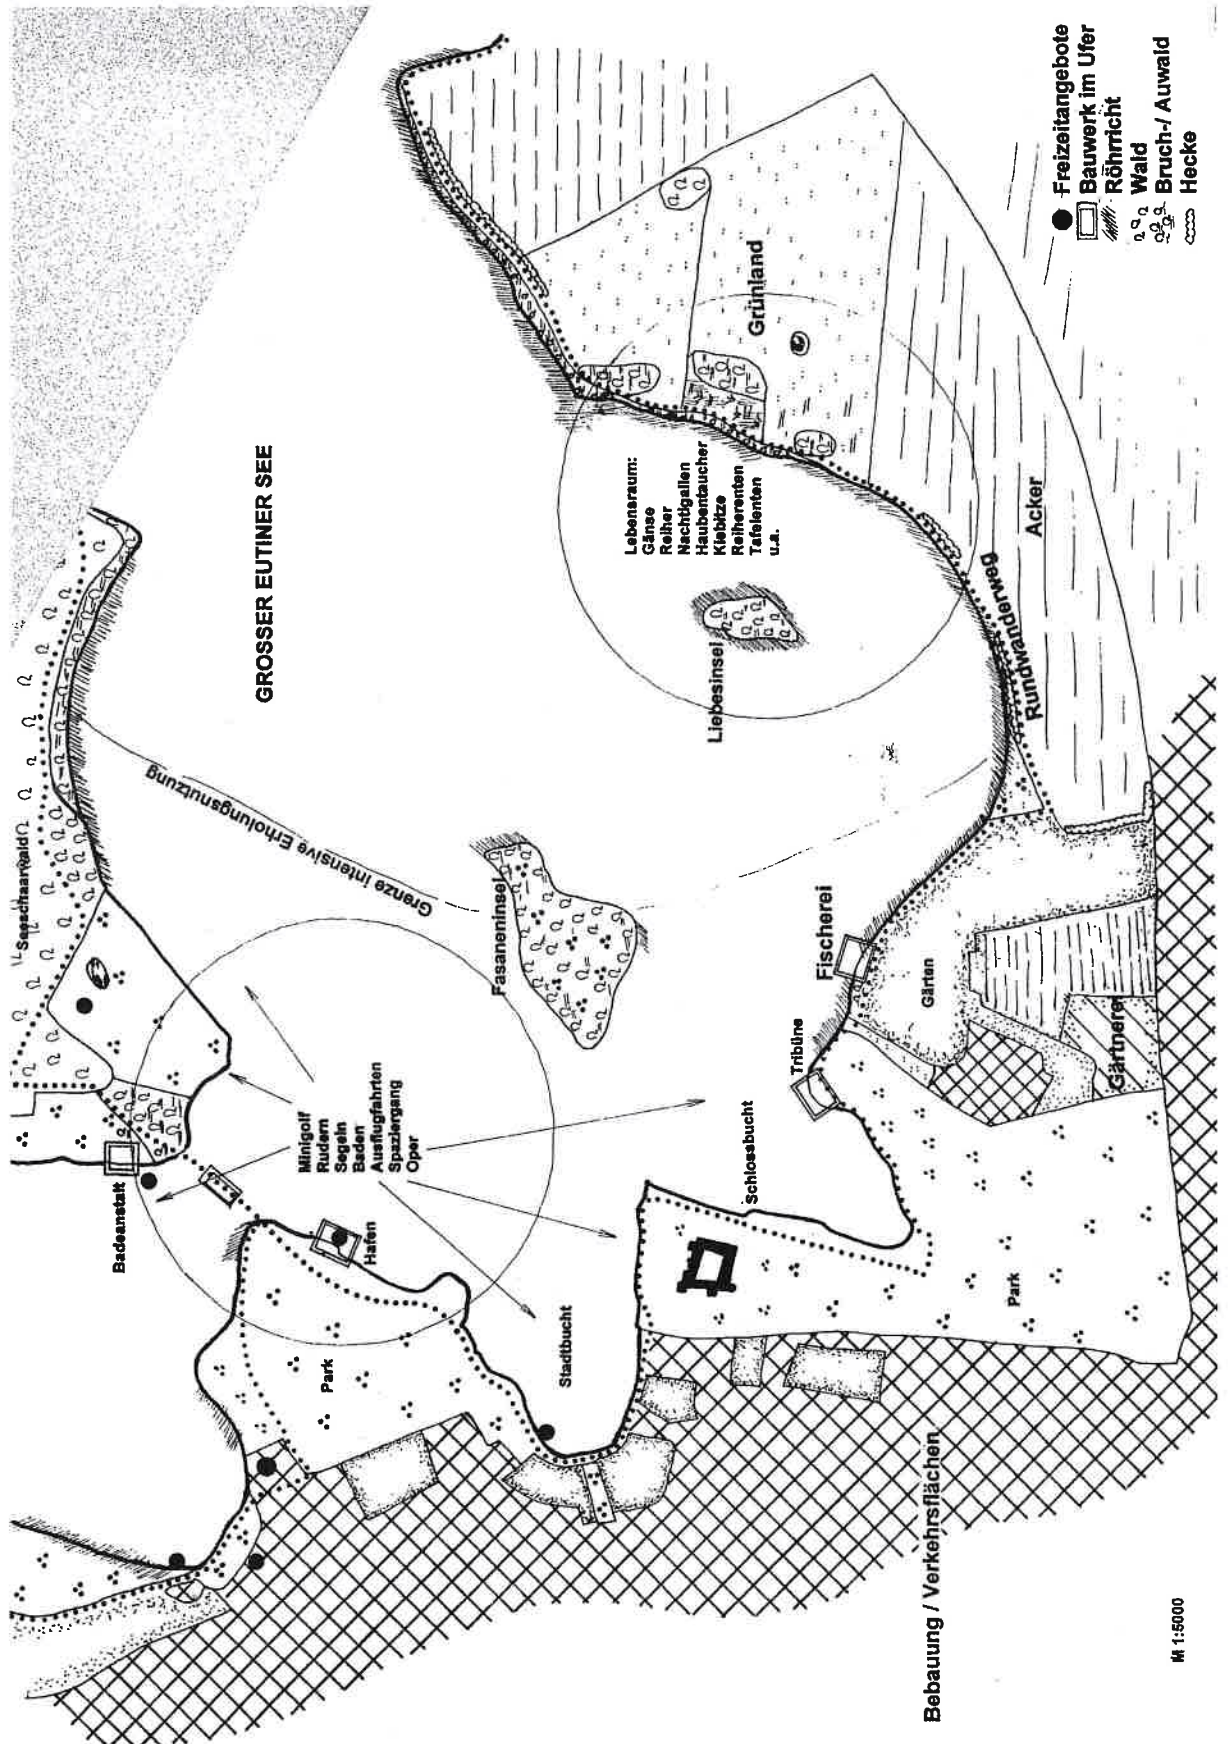 GROSSER EUTINER SEE
Seeschaarwald
Grenze intensive Erholungsnutzung
Fasaneninsel
Liebesinsel
Lebensraum:
Gänse
Reiher
Nachtigallen
Haubentaucher
Kiebitze
Reiherenten
Tafelenten
u.a.
Grünland
Acker
Rundwanderweg
Badeanstalt
Minigolf
Rudern
Segeln
Baden
Ausflugfahrten
Spaziergang
Oper
Hafen
Park
Stadtbucht
Schlossbucht
Tribüne
Fischerei
Gärten
Gärtnerei
Park
Bebauung / Verkehrsflächen
M 1:5000
Freizeitangebote
Bauwerk im Ufer
Röhrricht
Wald
Bruch-/ Auwald
Hecke